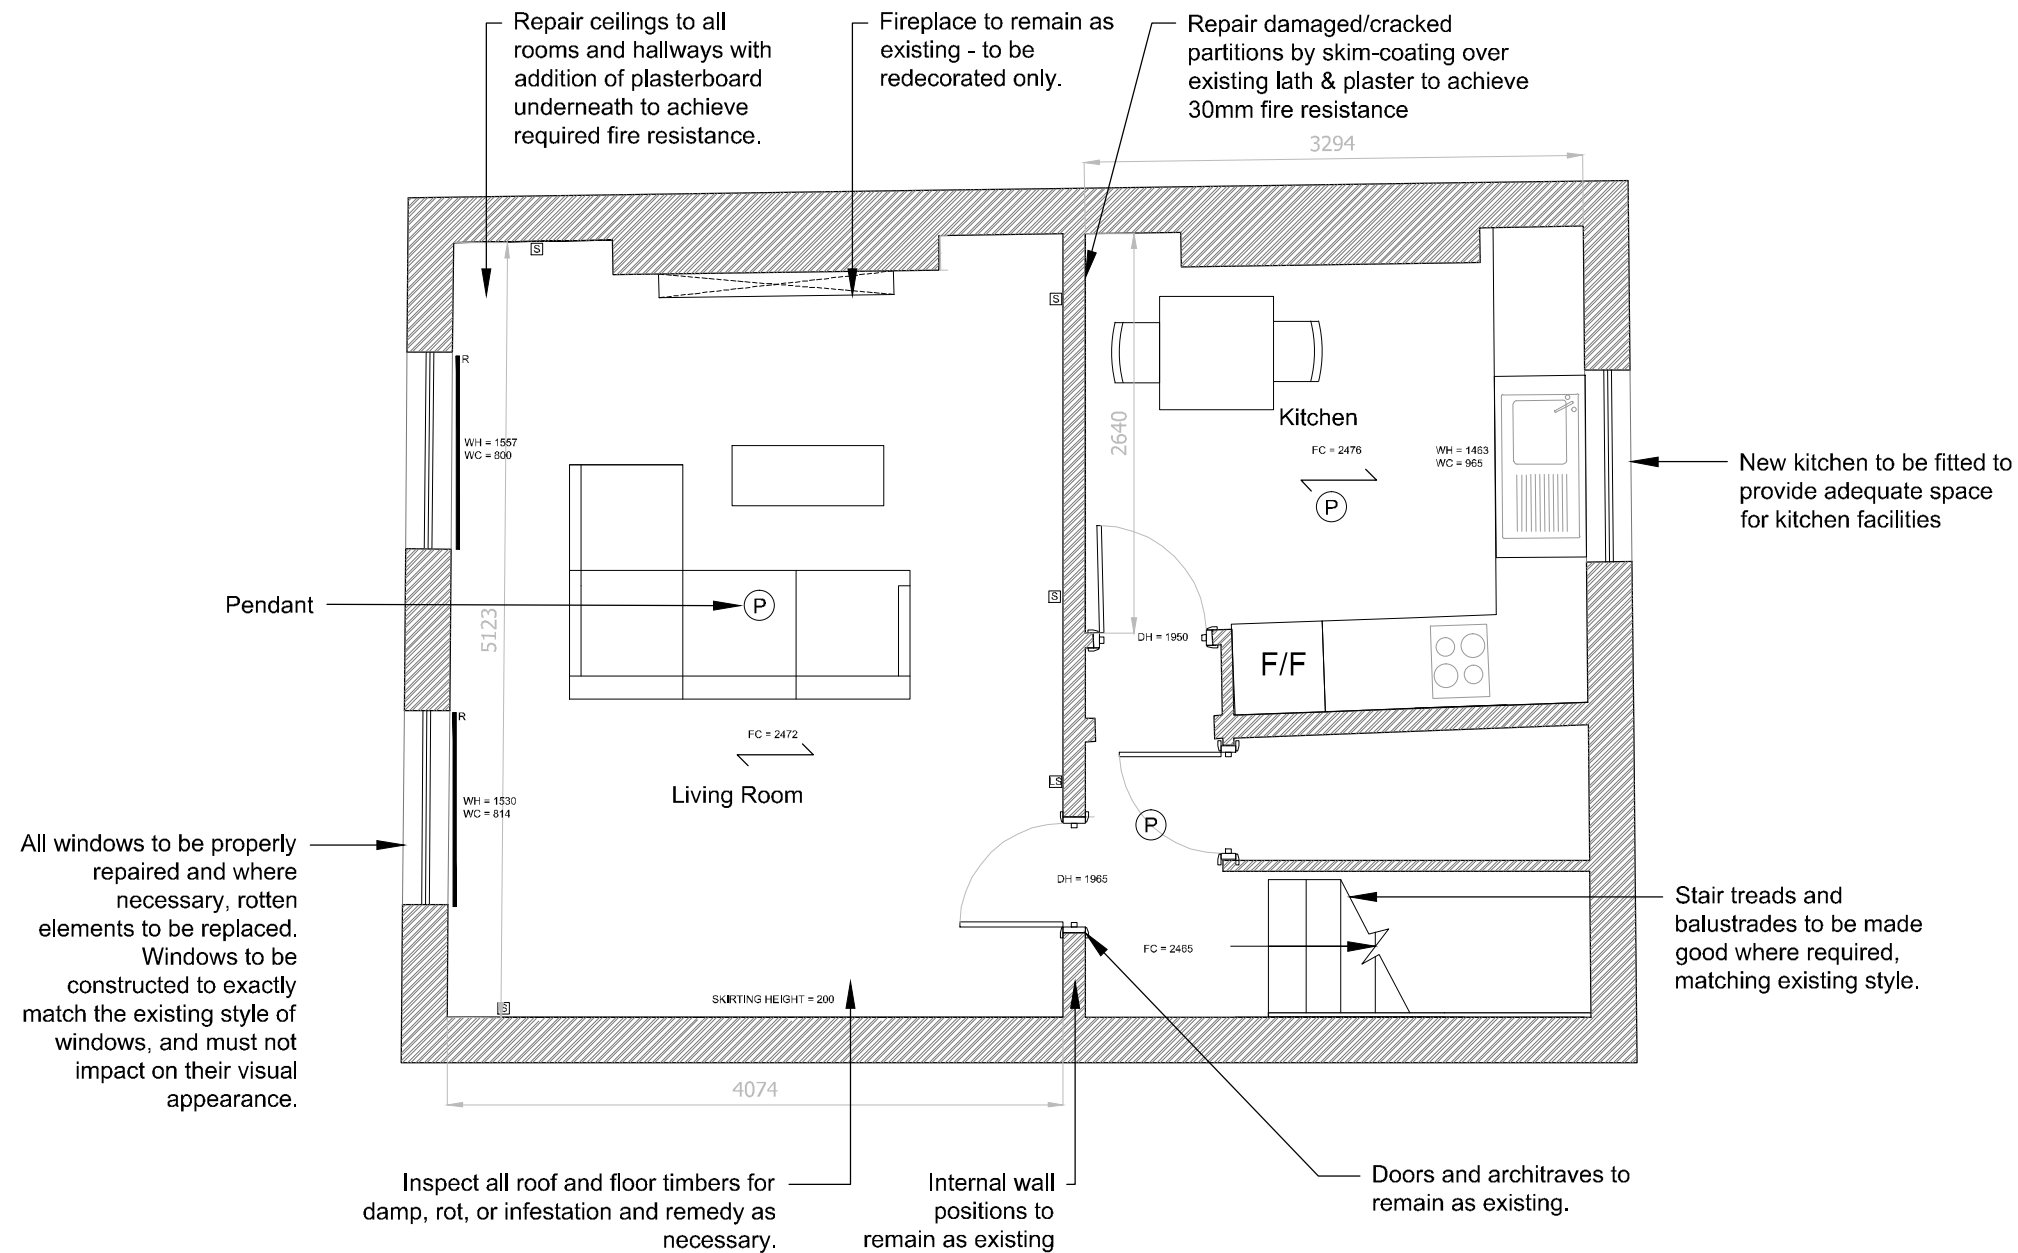 Repair ceilings to all
rooms and hallways with
addition of plasterboard
underneath to achieve
required fire resistance.
Fireplace to remain as
existing - to be
redecorated only.
Repair damaged/cracked
partitions by skim-coating over
existing lath & plaster to achieve
30mm fire resistance
3294
S
S
R
2640
Kitchen
FC = 2476
WH = 1463
WC = 965
P
WH = 1557
WC = 800
New kitchen to be fitted to
provide adequate space
for kitchen facilities
Pendant
P
S
5123
DH = 1950
F/F
R
FC = 2472
Living Room
LS
WH = 1530
WC = 814
P
All windows to be properly
repaired and where
necessary, rotten
elements to be replaced.
Windows to be
constructed to exactly
match the existing style of
windows, and must not
impact on their visual
appearance.
DH = 1965
FC = 2465
Stair treads and
balustrades to be made
good where required,
matching existing style.
SKIRTING HEIGHT = 200
S
4074
Inspect all roof and floor timbers for
damp, rot, or infestation and remedy as
necessary.
Internal wall
positions to
remain as existing
Doors and architraves to
remain as existing.